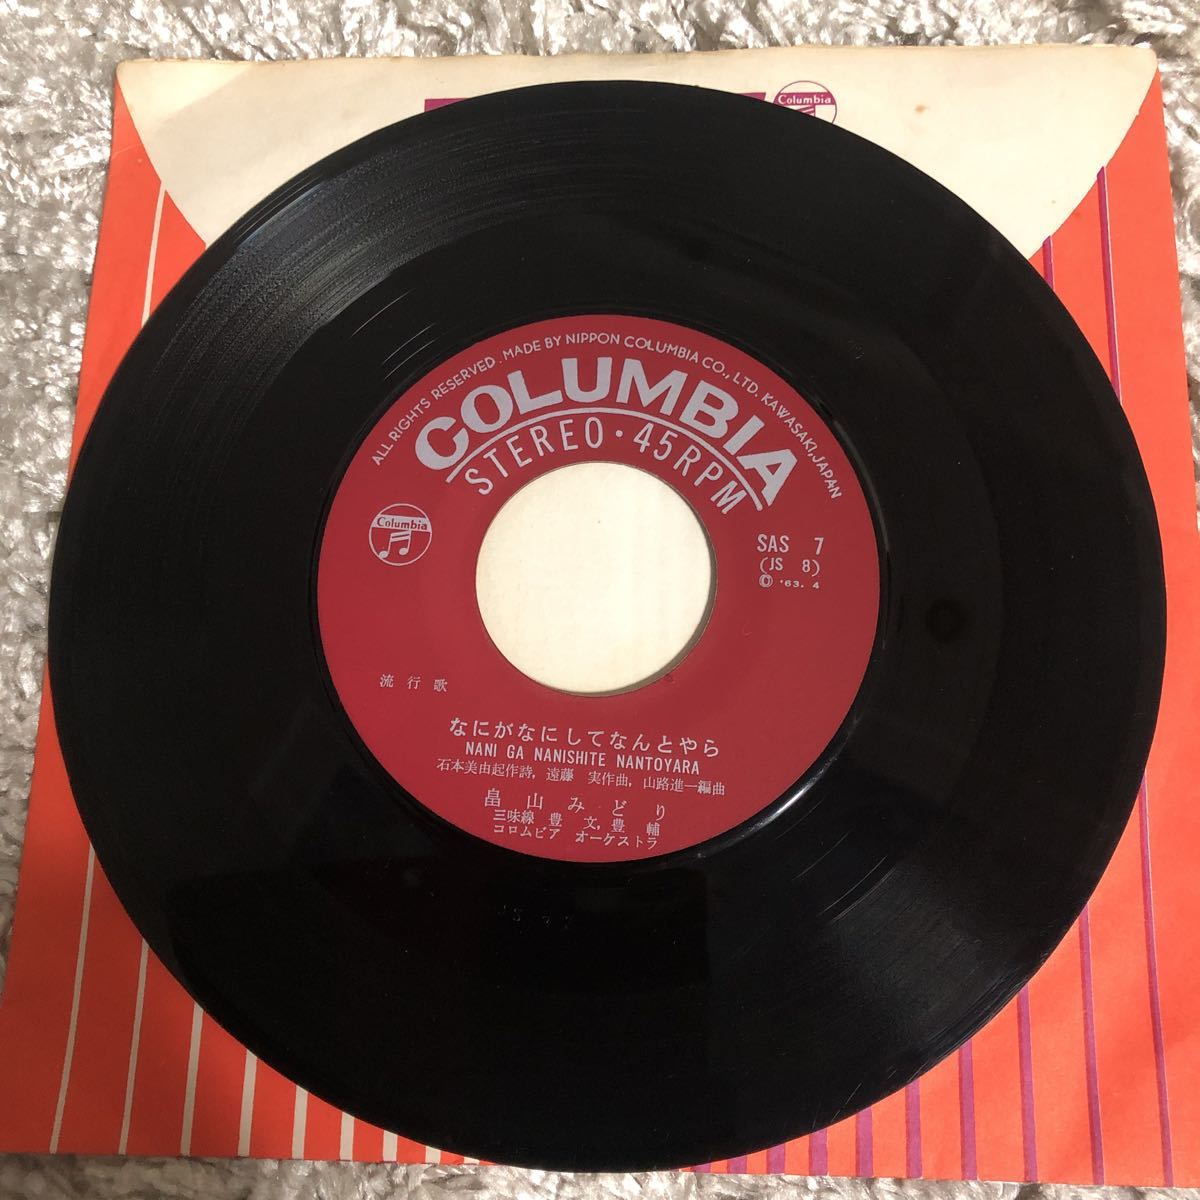 Columbia
ALL RIGHTS RESERVED. MADE BY NIPPON COLUMBIA CO., LTD. KAWASAKI, JAPAN
COLUMBIA
STEREO・45RPM
Columbia
SAS 7
(JS 8)
Ⓒ '63. 4
流行歌
なにがなにしてなんとやら
NANI GA NANISHITE NANTOYARA
石本美由起作詩, 遠藤 実作曲, 山路進一編曲
畠山みどり
三味線 豊 文, 豊 輔
コロムビア オーケストラ